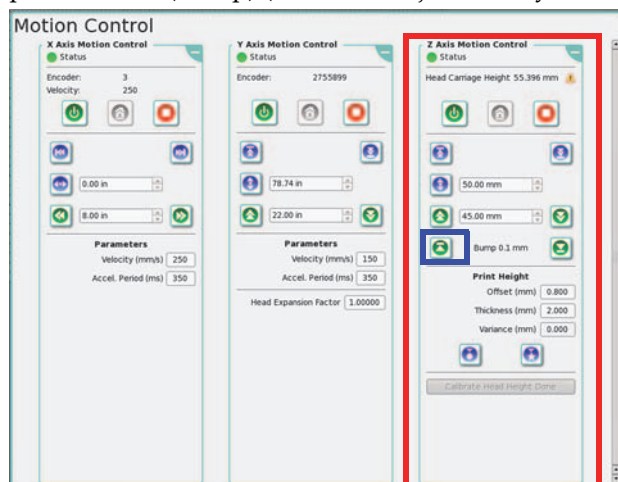 Motion Control
X Axis Motion Control
Status
Encoder: 3
Velocity: 250
0.00 in
8.00 in
Parameters
Velocity (mm/s) 250
Accel. Period (ms) 350
Y Axis Motion Control
Status
Encoder: 2755899
78.74 in
22.00 in
Parameters
Velocity (mm/s) 150
Accel. Period (ms) 350
Head Expansion Factor 1.00000
Z Axis Motion Control
Status
Head Carriage Height 55.396 mm
50.00 mm
45.00 mm
Bump 0.1 mm
Print Height
Offset (mm) 0.800
Thickness (mm) 2.000
Variance (mm) 0.000
Calibrate Head Height Done